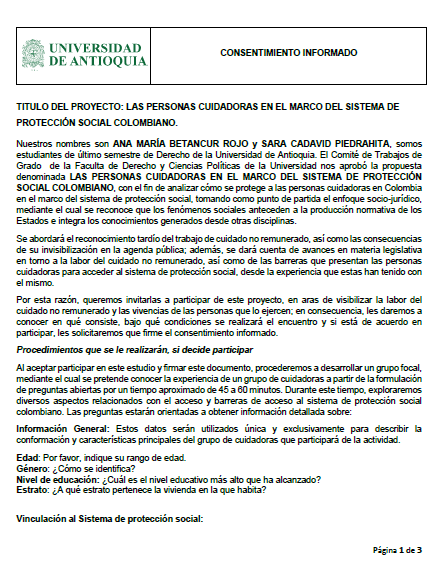 UNIVERSIDAD
DE ANTIOQUIA
CONSENTIMIENTO INFORMADO
TITULO DEL PROYECTO: LAS PERSONAS CUIDADORAS EN EL MARCO DEL SISTEMA DE
PROTECCIÓN SOCIAL COLOMBIANO.
Nuestros nombres son ANA MARÍA BETANCUR ROJO y SARA CADAVID PIEDRAHITA, somos
estudiantes de último semestre de Derecho de la Universidad de Antioquia. El Comité de Trabajos de
Grado de la Faculta de Derecho y Ciencias Políticas de la Universidad nos aprobó la propuesta
denominada LAS PERSONAS CUIDADORAS EN EL MARCO DEL SISTEMA DE PROTECCIÓN
SOCIAL COLOMBIANO, con el fin de analizar cómo se protege a las personas cuidadoras en Colombia
en el marco del sistema de protección social, tomando como punto de partida el enfoque socio-jurídico,
mediante el cual se reconoce que los fenómenos sociales anteceden a la producción normativa de los
Estados e integra los conocimientos generados desde otras disciplinas.
Se abordará el reconocimiento tardío del trabajo de cuidado no remunerado, así como las consecuencias
de su invisibilización en la agenda pública; además, se dará cuenta de avances en materia legislativa
en torno a la labor del cuidado no remunerado, así como de las barreras que presentan las personas
cuidadoras para acceder al sistema de protección social, desde la experiencia que estas han tenido con
el mismo.
Por esta razón, queremos invitarlas a participar de este proyecto, en aras de visibilizar la labor del
cuidado no remunerado y las vivencias de las personas que lo ejercen; en consecuencia, les daremos a
conocer en qué consiste, bajo qué condiciones se realizará el encuentro y si está de acuerdo en
participar, les solicitaremos que firme el consentimiento informado.
Procedimientos que se le realizarán, si decide participar
Al aceptar participar en este estudio y firmar este documento, procederemos a desarrollar un grupo focal,
mediante el cual se pretende conocer la experiencia de un grupo de cuidadoras a partir de la formulación
de preguntas abiertas por un tiempo aproximado de 45 a 60 minutos. Durante este tiempo, exploraremos
diversos aspectos relacionados con el acceso y barreras de acceso al sistema de protección social
colombiano. Las preguntas estarán orientadas a obtener información detallada sobre:
Información General: Estos datos serán utilizados única y exclusivamente para describir la
conformación y características principales del grupo de cuidadoras que participará de la actividad.
Edad: Por favor, indique su rango de edad.
Género: ¿Cómo se identifica?
Nivel de educación: ¿Cuál es el nivel educativo más alto que ha alcanzado?
Estrato: ¿A qué estrato pertenece la vivienda en la que habita?
Vinculación al Sistema de protección social:
Página 1 de 3